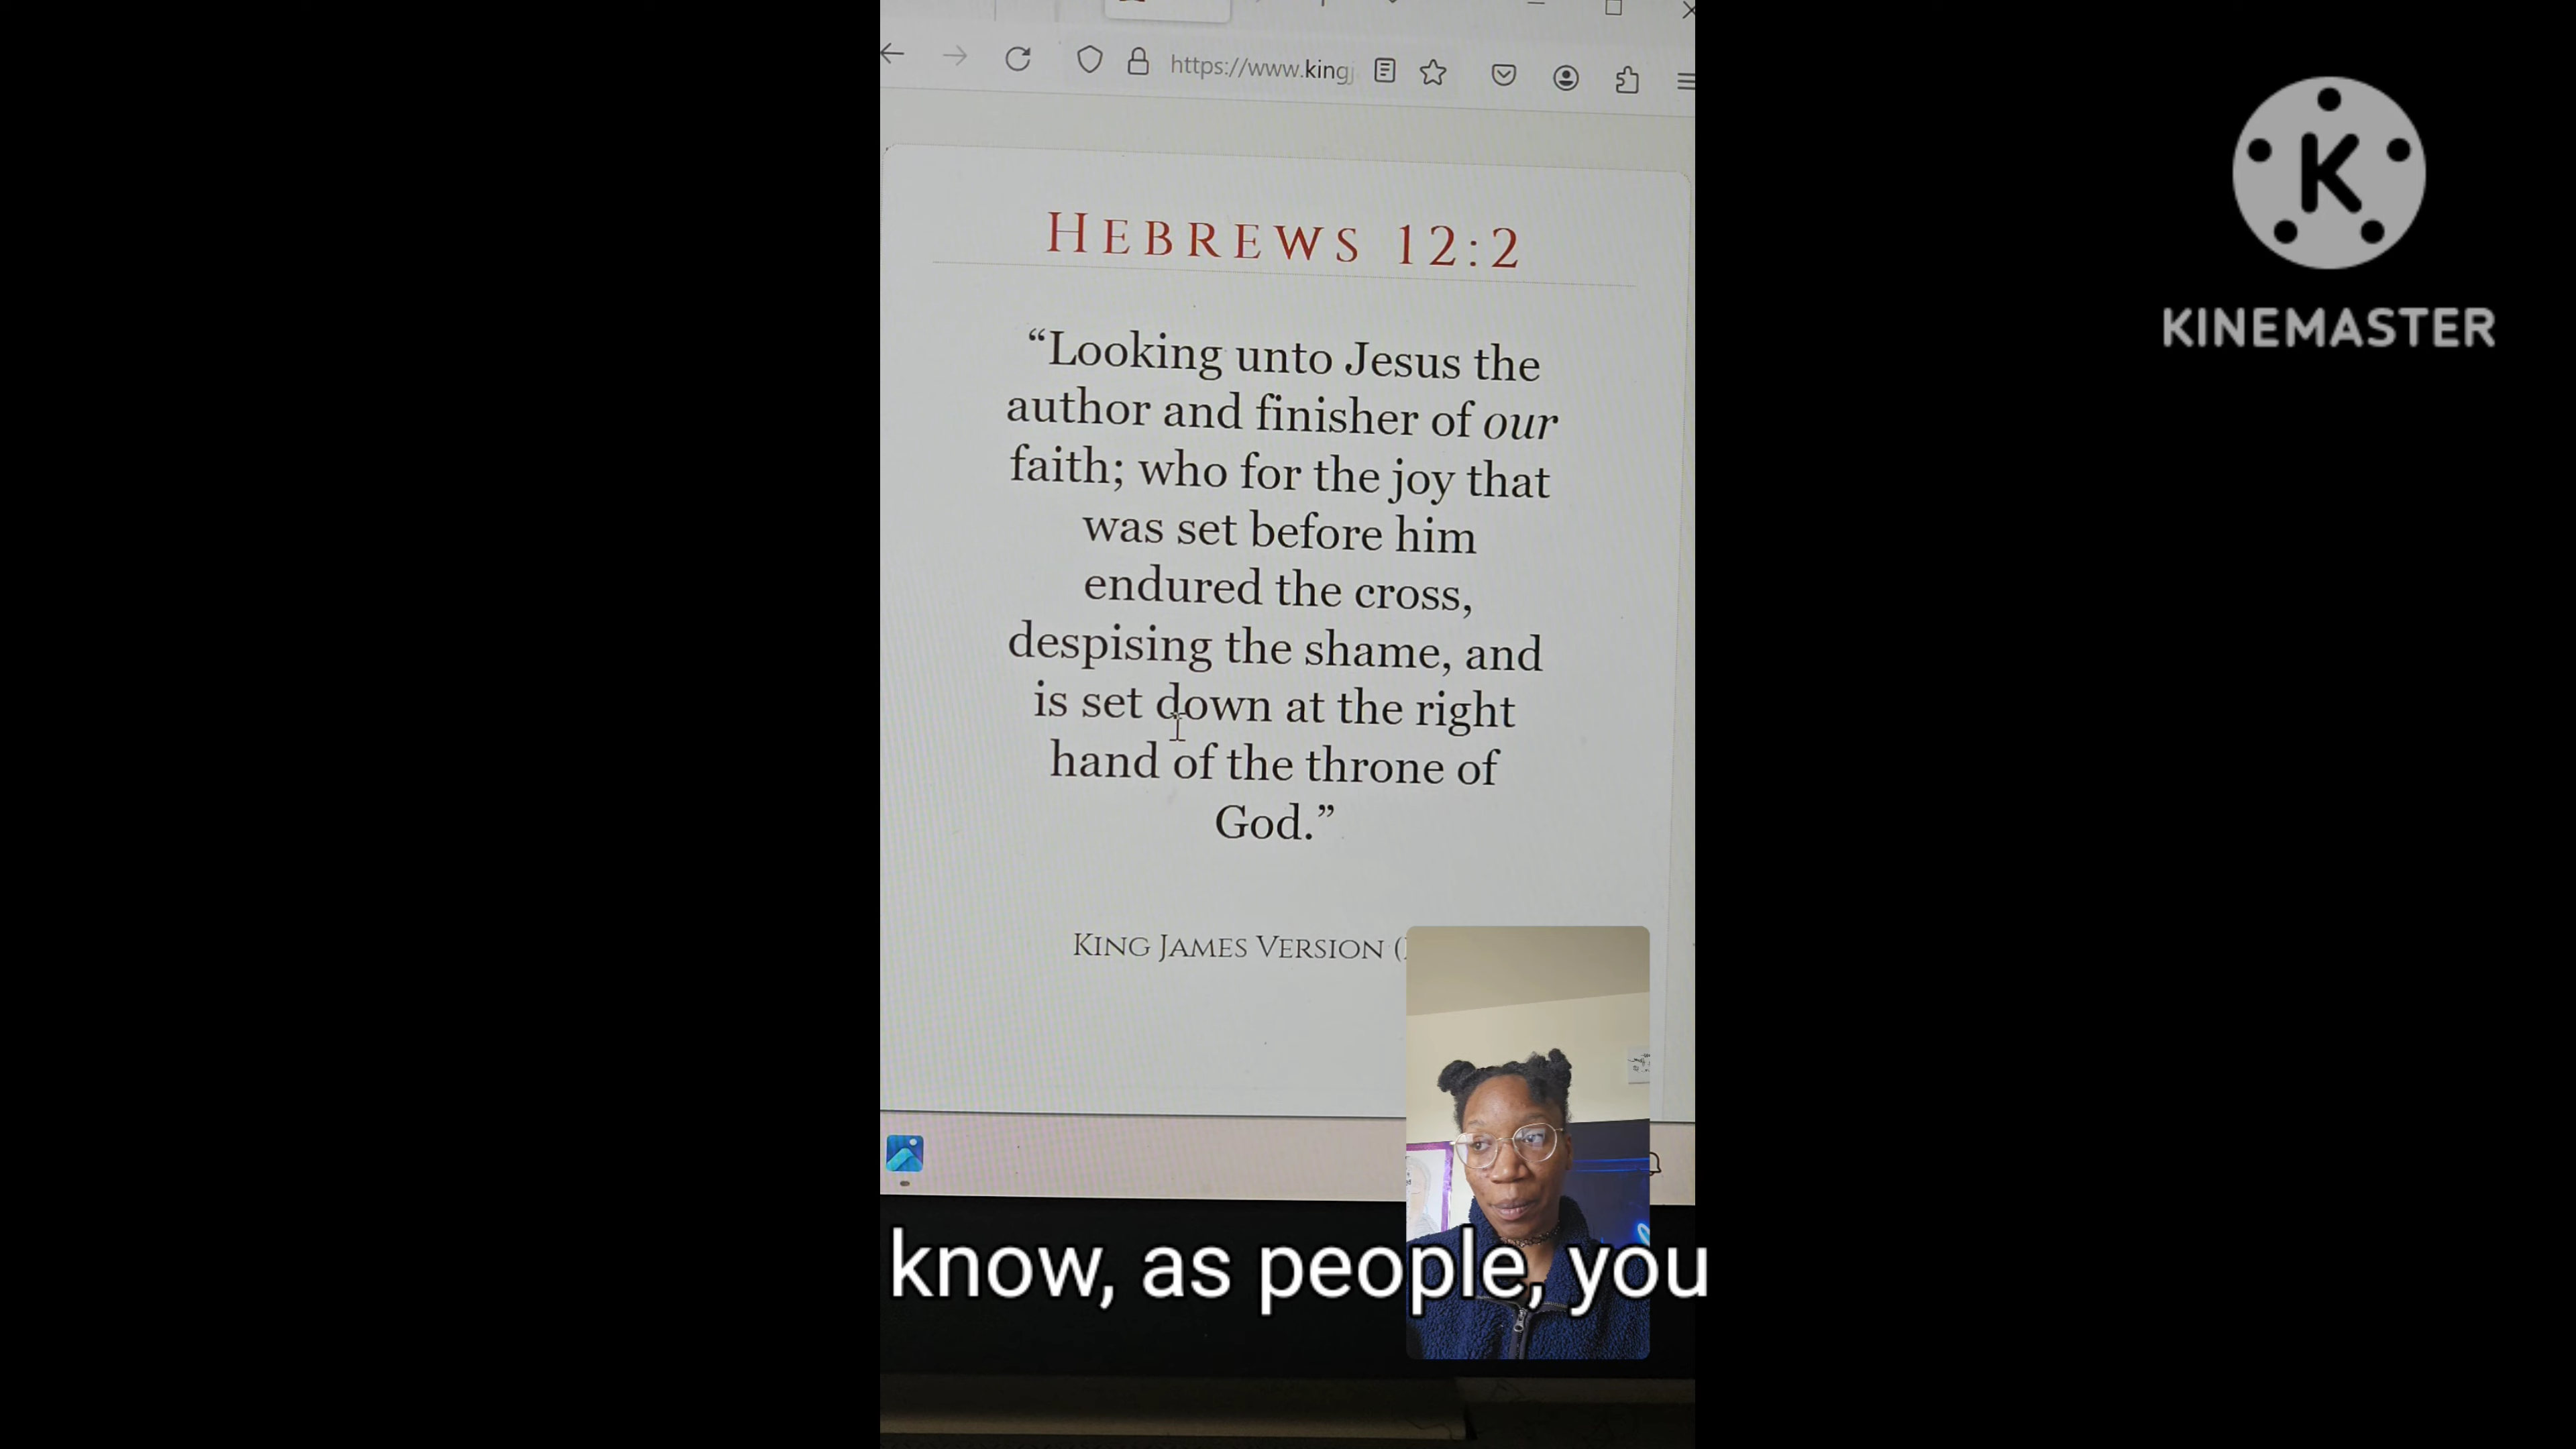 https://www.kingj
HEBREWS 12:2
“Looking unto Jesus the
author and finisher of our
faith; who for the joy that
was set before him
endured the cross,
despising the shame, and
is set down at the right
hand of the throne of
God.”
KING JAMES VERSION (
know, as people, you
K
KINEMASTER